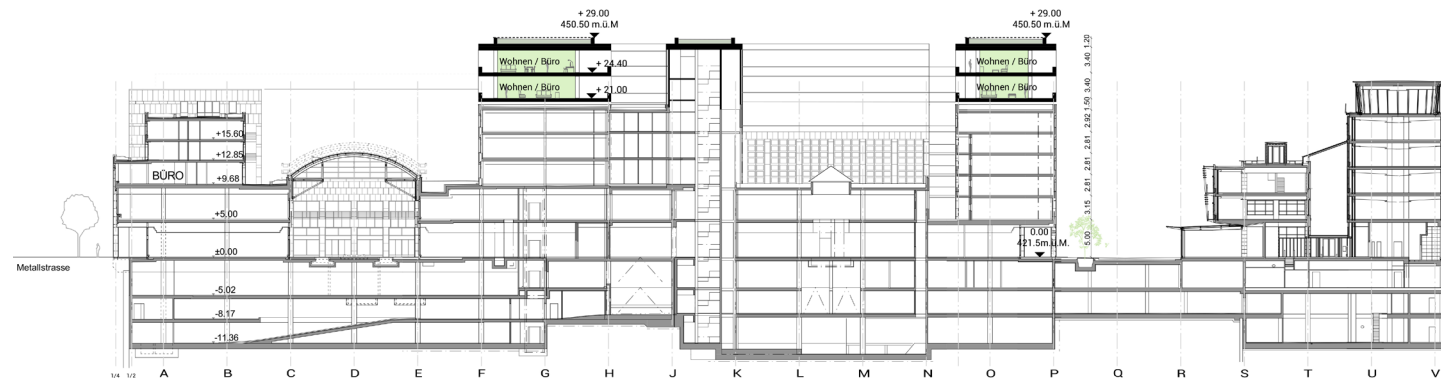 + 29.00
450.50 m.ü.M
+ 29.00
450.50 m.ü.M
Wohnen / Büro
+ 24.40
Wohnen / Büro
Wohnen / Büro
+ 21.00
Wohnen / Büro
1.20
3.40
3.40
1.50
2.92
2.81
2.81
2.81
3.15
5.00
+15.60
+12.85
BÜRO
+9.68
+5.00
±0.00
0.00
421.5m.ü.M.
Metallstrasse
-5.02
-8.17
-11.36
1/4 1/2 A B C D E F G H J K L M N O P Q R S T U V